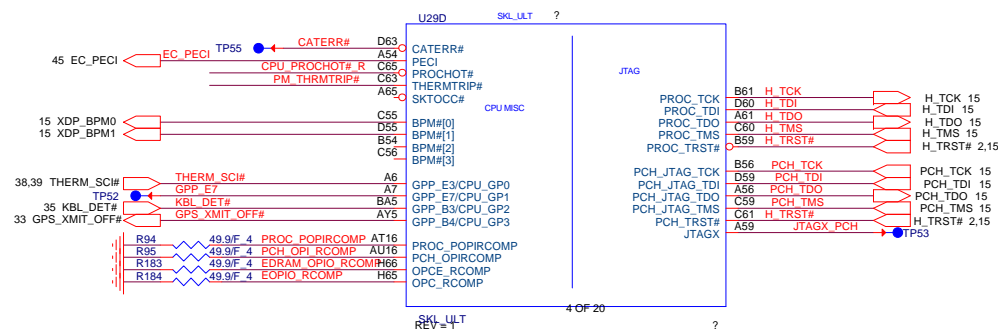 U29D SKL_ULT ?
TP55 CATERR# D63 CATERR#
45 EC_PECI EC_PECI A54 PECI
CPU_PROCHOT#_R C65 PROCHOT#
PM_THRMTRIP# C63 THERMTRIP#
A65 SKTOCC#
CPU MISC
15 XDP_BPM0 C55 BPM#[0]
15 XDP_BPM1 D55 BPM#[1]
B54 BPM#[2]
C56 BPM#[3]
38,39 THERM_SCI# THERM_SCI# A6 GPP_E3/CPU_GP0
TP52 GPP_E7 A7 GPP_E7/CPU_GP1
35 KBL_DET# KBL_DET# BA5 GPP_B3/CPU_GP2
33 GPS_XMIT_OFF# GPS_XMIT_OFF# AY5 GPP_B4/CPU_GP3
R94 49.9/F_4 PROC_POPIRCOMP AT16 PROC_POPIRCOMP
R95 49.9/F_4 PCH_OPI_RCOMP AU16 PCH_OPIRCOMP
R183 49.9/F_4 EDRAM_OPIO_RCOMP H66 OPCE_RCOMP
R184 49.9/F_4 EOPIO_RCOMP H65 OPC_RCOMP
JTAG
PROC_TCK B61 H_TCK H_TCK 15
PROC_TDI D60 H_TDI H_TDI 15
PROC_TDO A61 H_TDO H_TDO 15
PROC_TMS C60 H_TMS H_TMS 15
PROC_TRST# B59 H_TRST# H_TRST# 2,15
PCH_JTAG_TCK B56 PCH_TCK PCH_TCK 15
PCH_JTAG_TDI D59 PCH_TDI PCH_TDI 15
PCH_JTAG_TDO A56 PCH_TDO PCH_TDO 15
PCH_JTAG_TMS C59 PCH_TMS PCH_TMS 15
PCH_TRST# C61 H_TRST# H_TRST# 2,15
JTAGX A59 JTAGX_PCH TP53
4 OF 20
SKL_ULT
REV = 1 ?